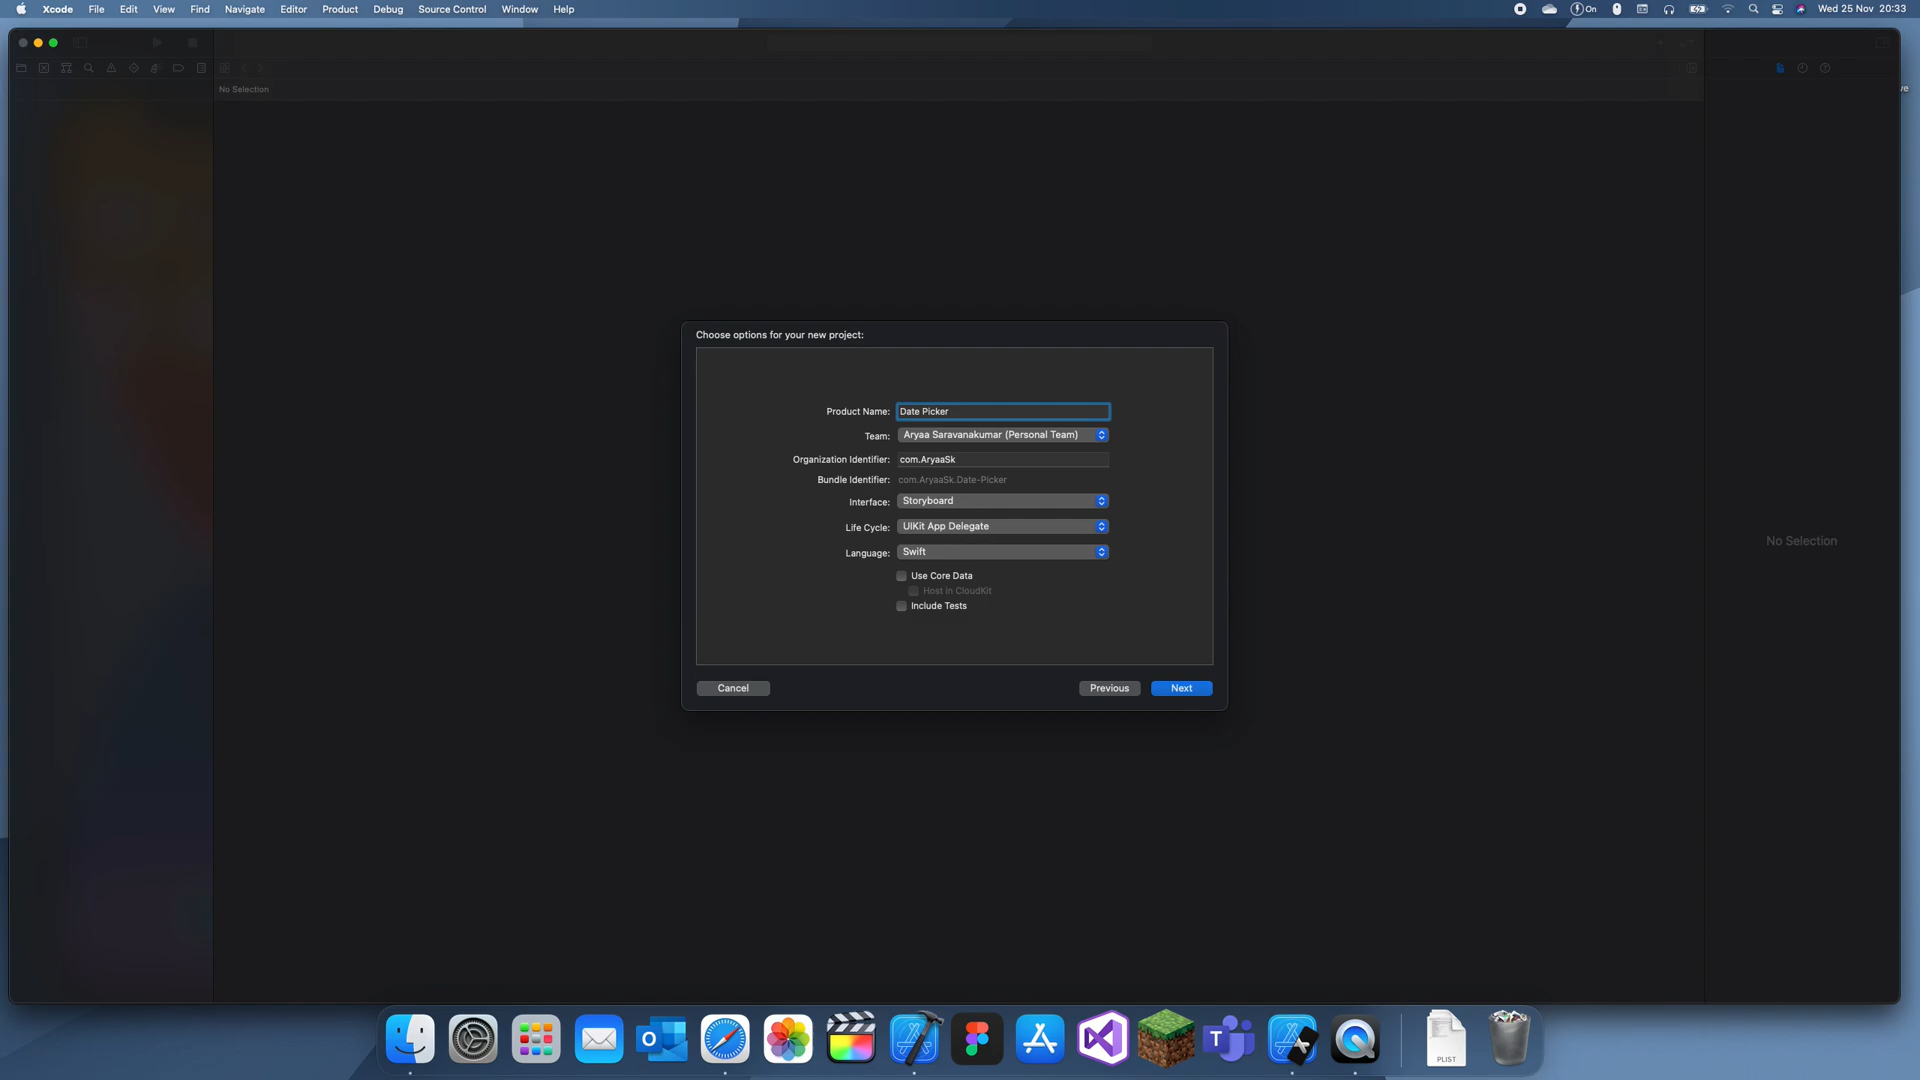 Xcode File Edit View Find Navigate Editor Product Debug Source Control Window Help On Wed 25 Nov 20:33
No Selection
ve
Choose options for your new project:
Product Name: Date Picker
Team: Aryaa Saravanakumar (Personal Team)
Organization Identifier: com.AryaaSk
Bundle Identifier: com.AryaaSk.Date-Picker
Interface: Storyboard
Life Cycle: UIKit App Delegate
Language: Swift
Use Core Data
Host in CloudKit
Include Tests
No Selection
Cancel Previous Next
PLIST